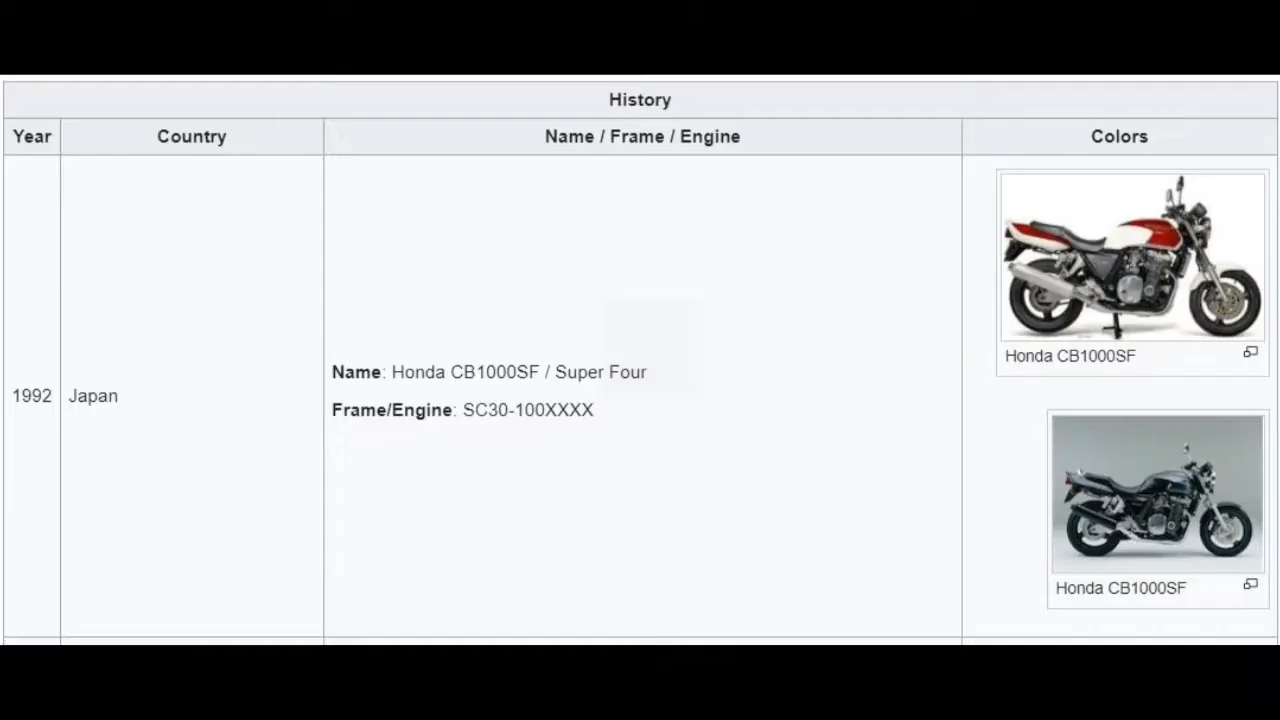 History
Year Country Name / Frame / Engine Colors
Honda CB1000SF
Name: Honda CB1000SF / Super Four
1992 Japan
Frame/Engine: SC30-100XXXX
Honda CB1000SF